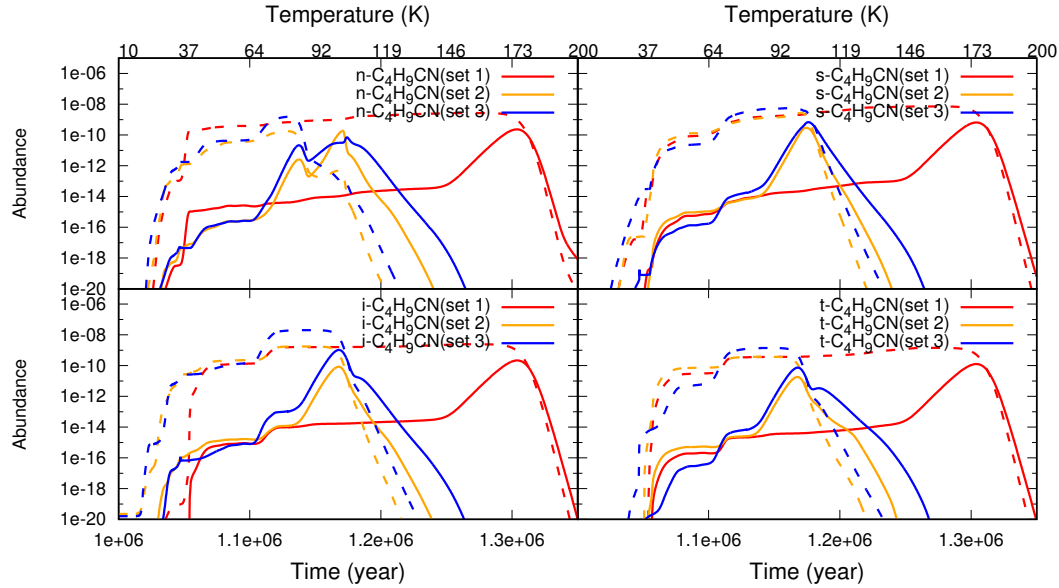 Temperature (K) Temperature (K)
10 37 64 92 119 146 173 200 37 64 92 119 146 173 200
1e-06 n-C4H9CN(set 1) s-C4H9CN(set 1)
n-C4H9CN(set 2) s-C4H9CN(set 2)
1e-08 n-C4H9CN(set 3) s-C4H9CN(set 3)
1e-10
1e-12
1e-14
1e-16
1e-18
1e-20
Abundance
1e-06 i-C4H9CN(set 1) t-C4H9CN(set 1)
i-C4H9CN(set 2) t-C4H9CN(set 2)
1e-08 i-C4H9CN(set 3) t-C4H9CN(set 3)
1e-10
1e-12
1e-14
1e-16
1e-18
1e-20
Abundance
1e+06 1.1e+06 1.2e+06 1.3e+06 1.1e+06 1.2e+06 1.3e+06
Time (year) Time (year)